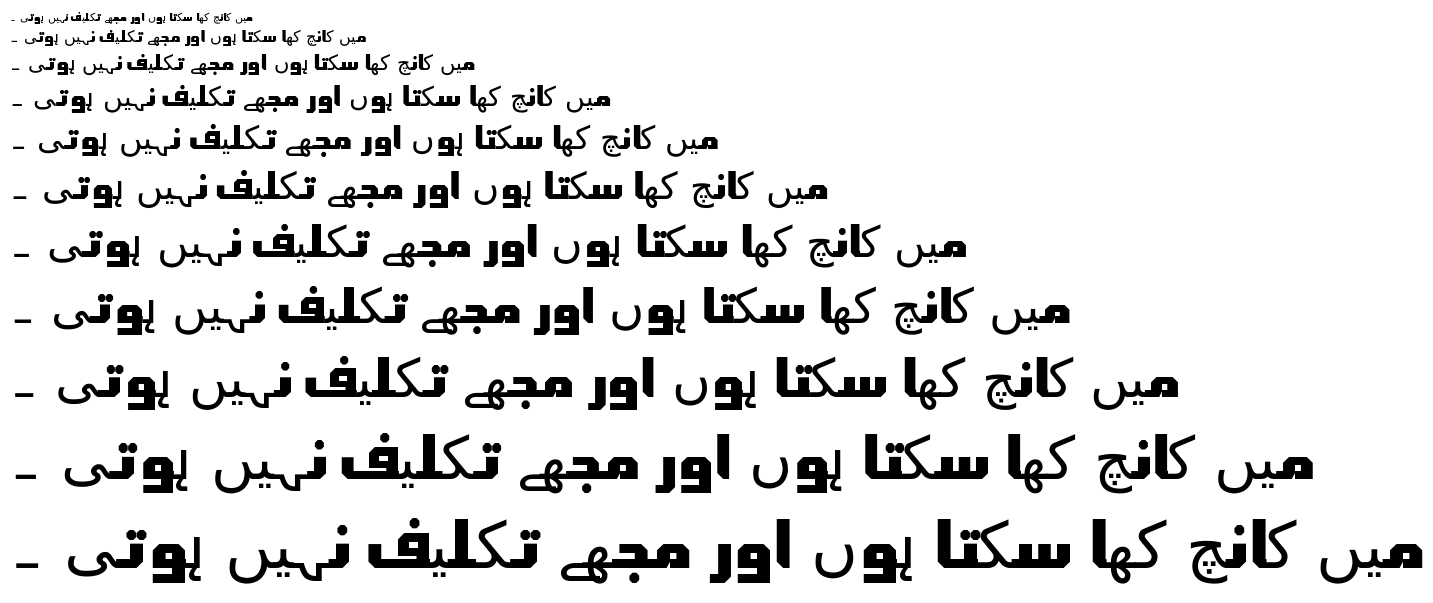 میں کانچ کھا سکتا ہوں اور مجھے تکلیف نہیں ہوتی ۔
میں کانچ کھا سکتا ہوں اور مجھے تکلیف نہیں ہوتی ۔
میں کانچ کھا سکتا ہوں اور مجھے تکلیف نہیں ہوتی ۔
میں کانچ کھا سکتا ہوں اور مجھے تکلیف نہیں ہوتی ۔
میں کانچ کھا سکتا ہوں اور مجھے تکلیف نہیں ہوتی ۔
میں کانچ کھا سکتا ہوں اور مجھے تکلیف نہیں ہوتی ۔
میں کانچ کھا سکتا ہوں اور مجھے تکلیف نہیں ہوتی ۔
میں کانچ کھا سکتا ہوں اور مجھے تکلیف نہیں ہوتی ۔
میں کانچ کھا سکتا ہوں اور مجھے تکلیف نہیں ہوتی ۔
میں کانچ کھا سکتا ہوں اور مجھے تکلیف نہیں ہوتی ۔
میں کانچ کھا سکتا ہوں اور مجھے تکلیف نہیں ہوتی ۔